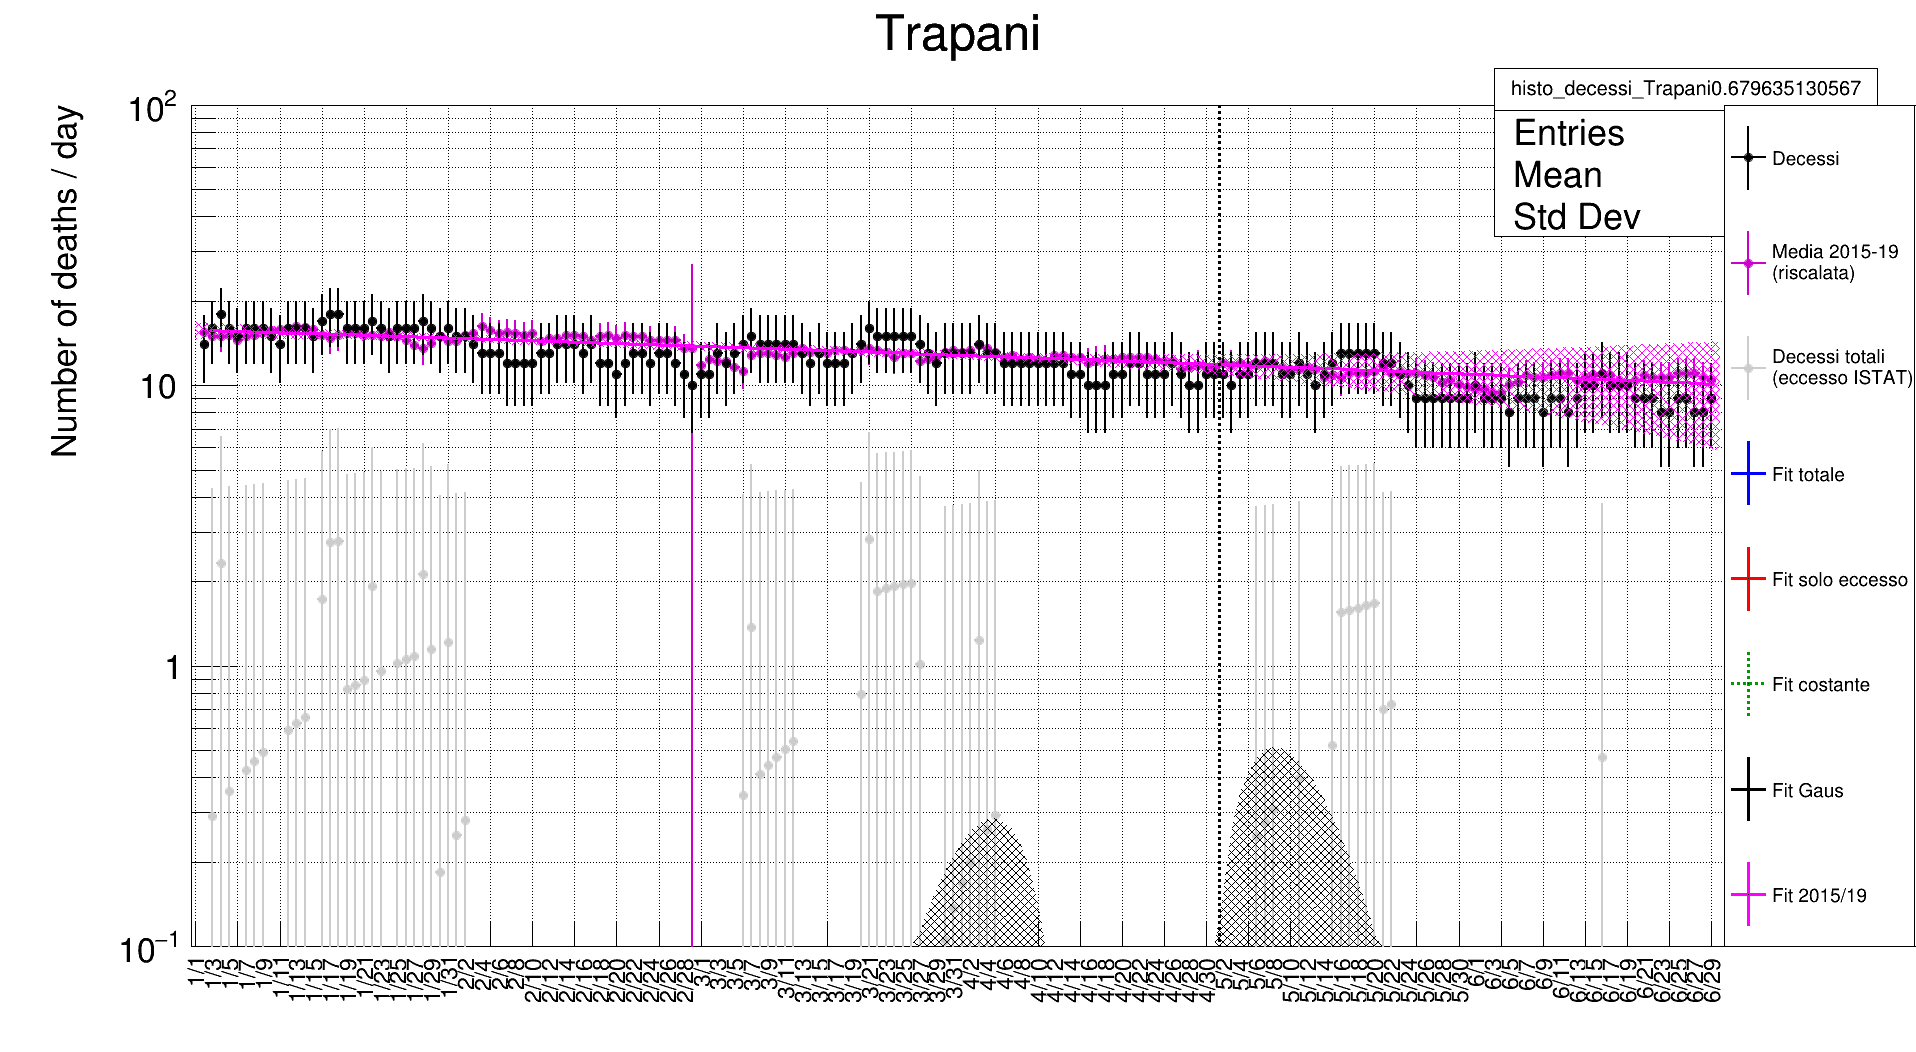 Trapani
histo_decessi_Trapani0.679635130567
Entries
Mean
Std Dev
Number of deaths / day
10²
10
1
10⁻¹
Decessi
Media 2015-19
(riscalata)
Decessi totali
(eccesso ISTAT)
Fit totale
Fit solo eccesso
Fit costante
Fit Gaus
Fit 2015/19
1/1 1/3 1/5 1/7 1/9 1/11 1/13 1/15 1/17 1/19 1/21 1/23 1/25 1/27 1/29 1/31 2/2 2/4 2/6 2/8 2/10 2/12 2/14 2/16 2/18 2/20 2/22 2/24 2/26 2/28 3/1 3/3 3/5 3/7 3/9 3/11 3/13 3/15 3/17 3/19 3/21 3/23 3/25 3/27 3/29 3/31 4/2 4/4 4/6 4/8 4/10 4/12 4/14 4/16 4/18 4/20 4/22 4/24 4/26 4/28 4/30 5/2 5/4 5/6 5/8 5/10 5/12 5/14 5/16 5/18 5/20 5/22 5/24 5/26 5/28 5/30 6/1 6/3 6/5 6/7 6/9 6/11 6/13 6/15 6/17 6/19 6/21 6/23 6/25 6/27 6/29